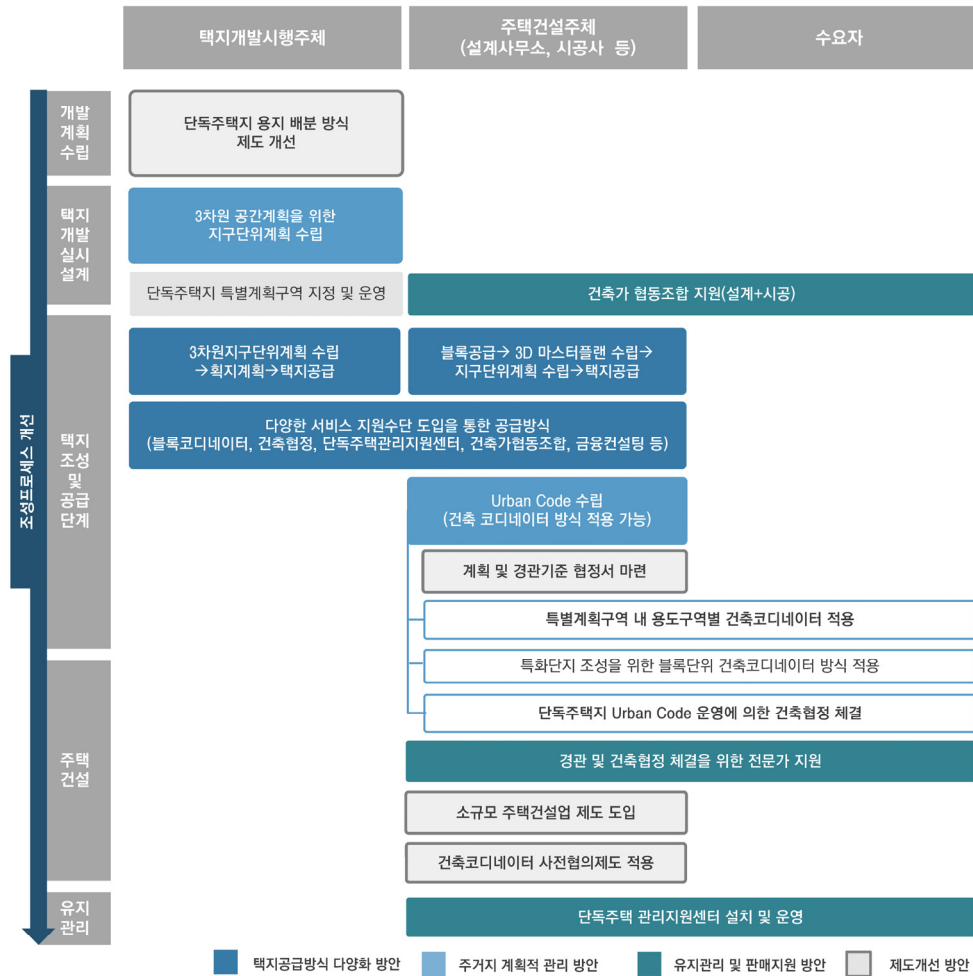 택지개발시행주체
주택건설주체
(설계사무소, 시공사 등)
수요자
조성프로세스 개선
개발
계획
수립
단독주택지 용지 배분 방식
제도 개선
택지
개발
실시
설계
3차원 공간계획을 위한
지구단위계획 수립
단독주택지 특별계획구역 지정 및 운영
건축가 협동조합 지원(설계+시공)
택지
조성
및
공급
단계
3차원지구단위계획 수립
→획지계획→택지공급
블록공급→ 3D 마스터플랜 수립→
지구단위계획 수립→택지공급
다양한 서비스 지원수단 도입을 통한 공급방식
(블록코디네이터, 건축협정, 단독주택관리지원센터, 건축가협동조합, 금융컨설팅 등)
Urban Code 수립
(건축 코디네이터 방식 적용 가능)
계획 및 경관기준 협정서 마련
특별계획구역 내 용도구역별 건축코디네이터 적용
특화단지 조성을 위한 블록단위 건축코디네이터 방식 적용
단독주택지 Urban Code 운영에 의한 건축협정 체결
주택
건설
경관 및 건축협정 체결을 위한 전문가 지원
소규모 주택건설업 제도 도입
건축코디네이터 사전협의제도 적용
유지
관리
단독주택 관리지원센터 설치 및 운영
택지공급방식 다양화 방안
주거지 계획적 관리 방안
유지관리 및 판매지원 방안
제도개선 방안